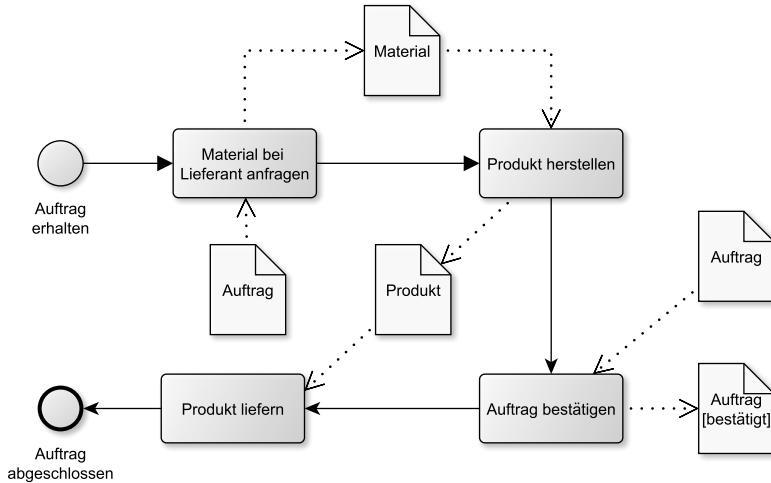 Material
Material bei
Lieferant anfragen
Produkt herstellen
Auftrag
erhalten
Auftrag
Produkt
Auftrag
Produkt liefern
Auftrag bestätigen
Auftrag
[bestätigt]
Auftrag
abgeschlossen